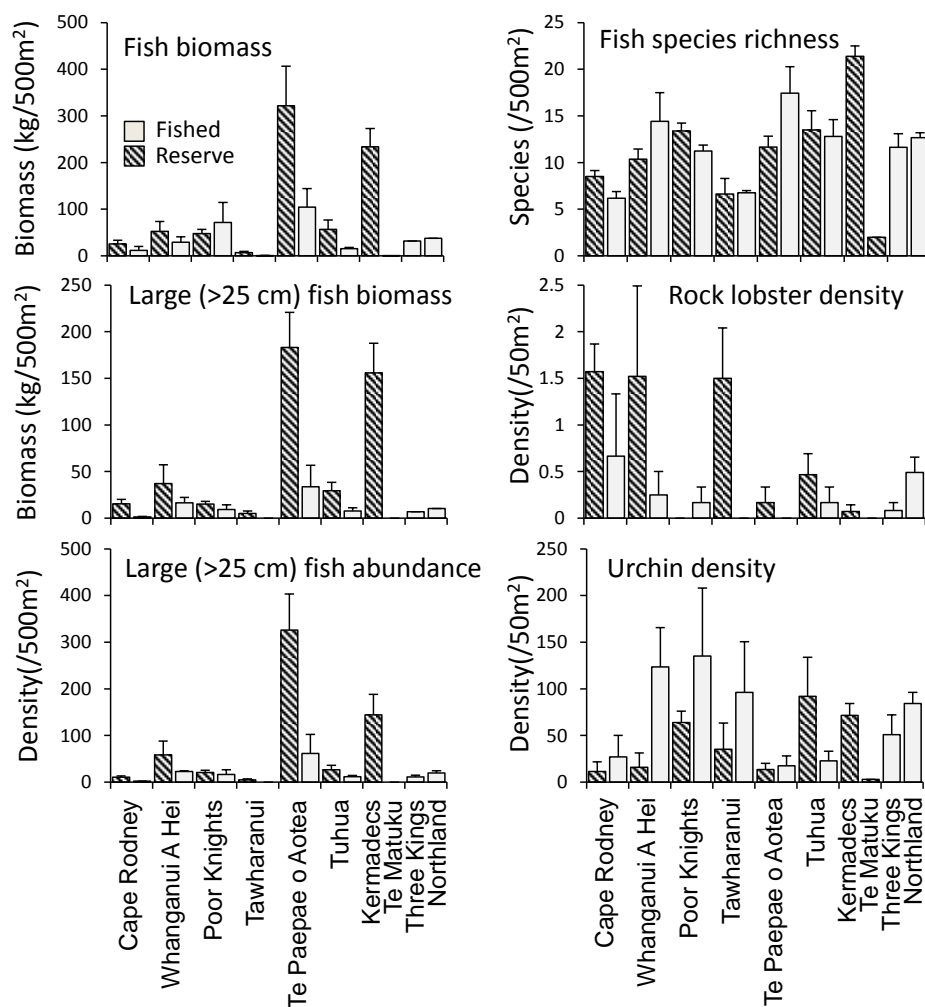 Fish biomass
Biomass (kg/500m²)
500
400
300
200
100
0
Fished
Reserve
Fish species richness
Species (/500m²)
25
20
15
10
5
0
Large (>25 cm) fish biomass
Biomass (kg/500m²)
250
200
150
100
50
0
Rock lobster density
Density(/50m²)
2.5
2
1.5
1
0.5
0
Large (>25 cm) fish abundance
Density(/500m²)
500
400
300
200
100
0
Urchin density
Density(/50m²)
250
200
150
100
50
0
Cape Rodney
Whanganui A Hei
Poor Knights
Tawharanui
Te Paepae o Aotea
Tuhua
Kermadecs
Te Matuku
Three Kings
Northland
Cape Rodney
Whanganui A Hei
Poor Knights
Tawharanui
Te Paepae o Aotea
Tuhua
Kermadecs
Te Matuku
Three Kings
Northland